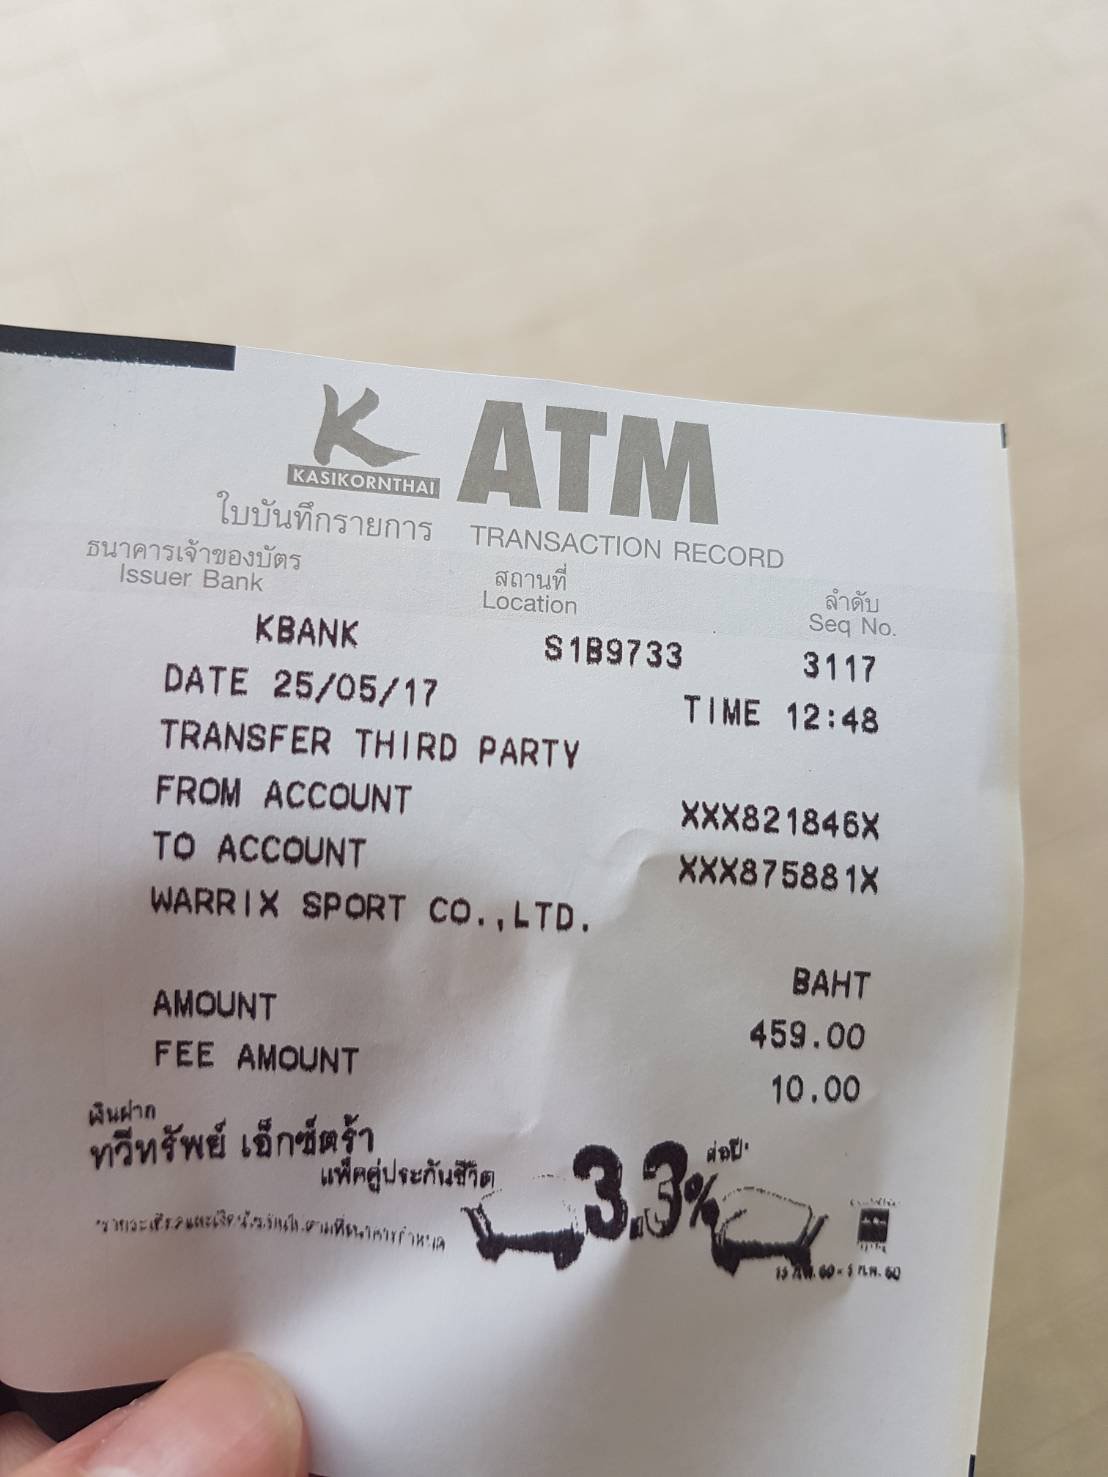 K ATM
KASIKORNTHAI
ใบบันทึกรายการ TRANSACTION RECORD
ธนาคารเจ้าของบัตร สถานที่ ลำดับ
Issuer Bank Location Seq No.
KBANK S1B9733 3117
DATE 25/05/17 TIME 12:48
TRANSFER THIRD PARTY
FROM ACCOUNT XXX821846X
TO ACCOUNT XXX875881X
WARRIX SPORT CO.,LTD.
BAHT
AMOUNT 459.00
FEE AMOUNT 10.00
เงินฝาก
ทวีทรัพย์ เอ็กซ์ตร้า
แพ็คคู่ประกันชีวิต 3.3% ต่อปี*